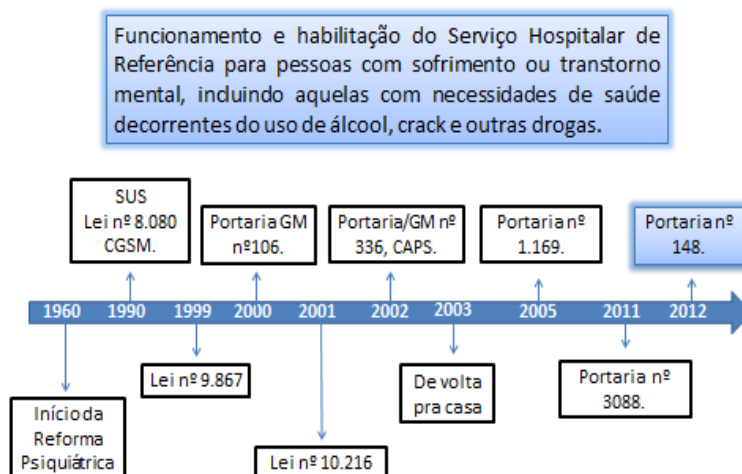 Funcionamento e habilitação do Serviço Hospitalar de
Referência para pessoas com sofrimento ou transtorno
mental, incluindo aquelas com necessidades de saúde
decorrentes do uso de álcool, crack e outras drogas.
SUS
Lei nº 8.080
CGSM.
Portaria GM
nº106.
Portaria/GM nº
336, CAPS.
Portaria nº
1.169.
Portaria nº
148.
1960 1990 1999 2000 2001 2002 2003 2005 2011 2012
Início da
Reforma
Psiquiátrica
Lei nº 9.867
Lei nº 10.216
De volta
pra casa
Portaria nº
3088.